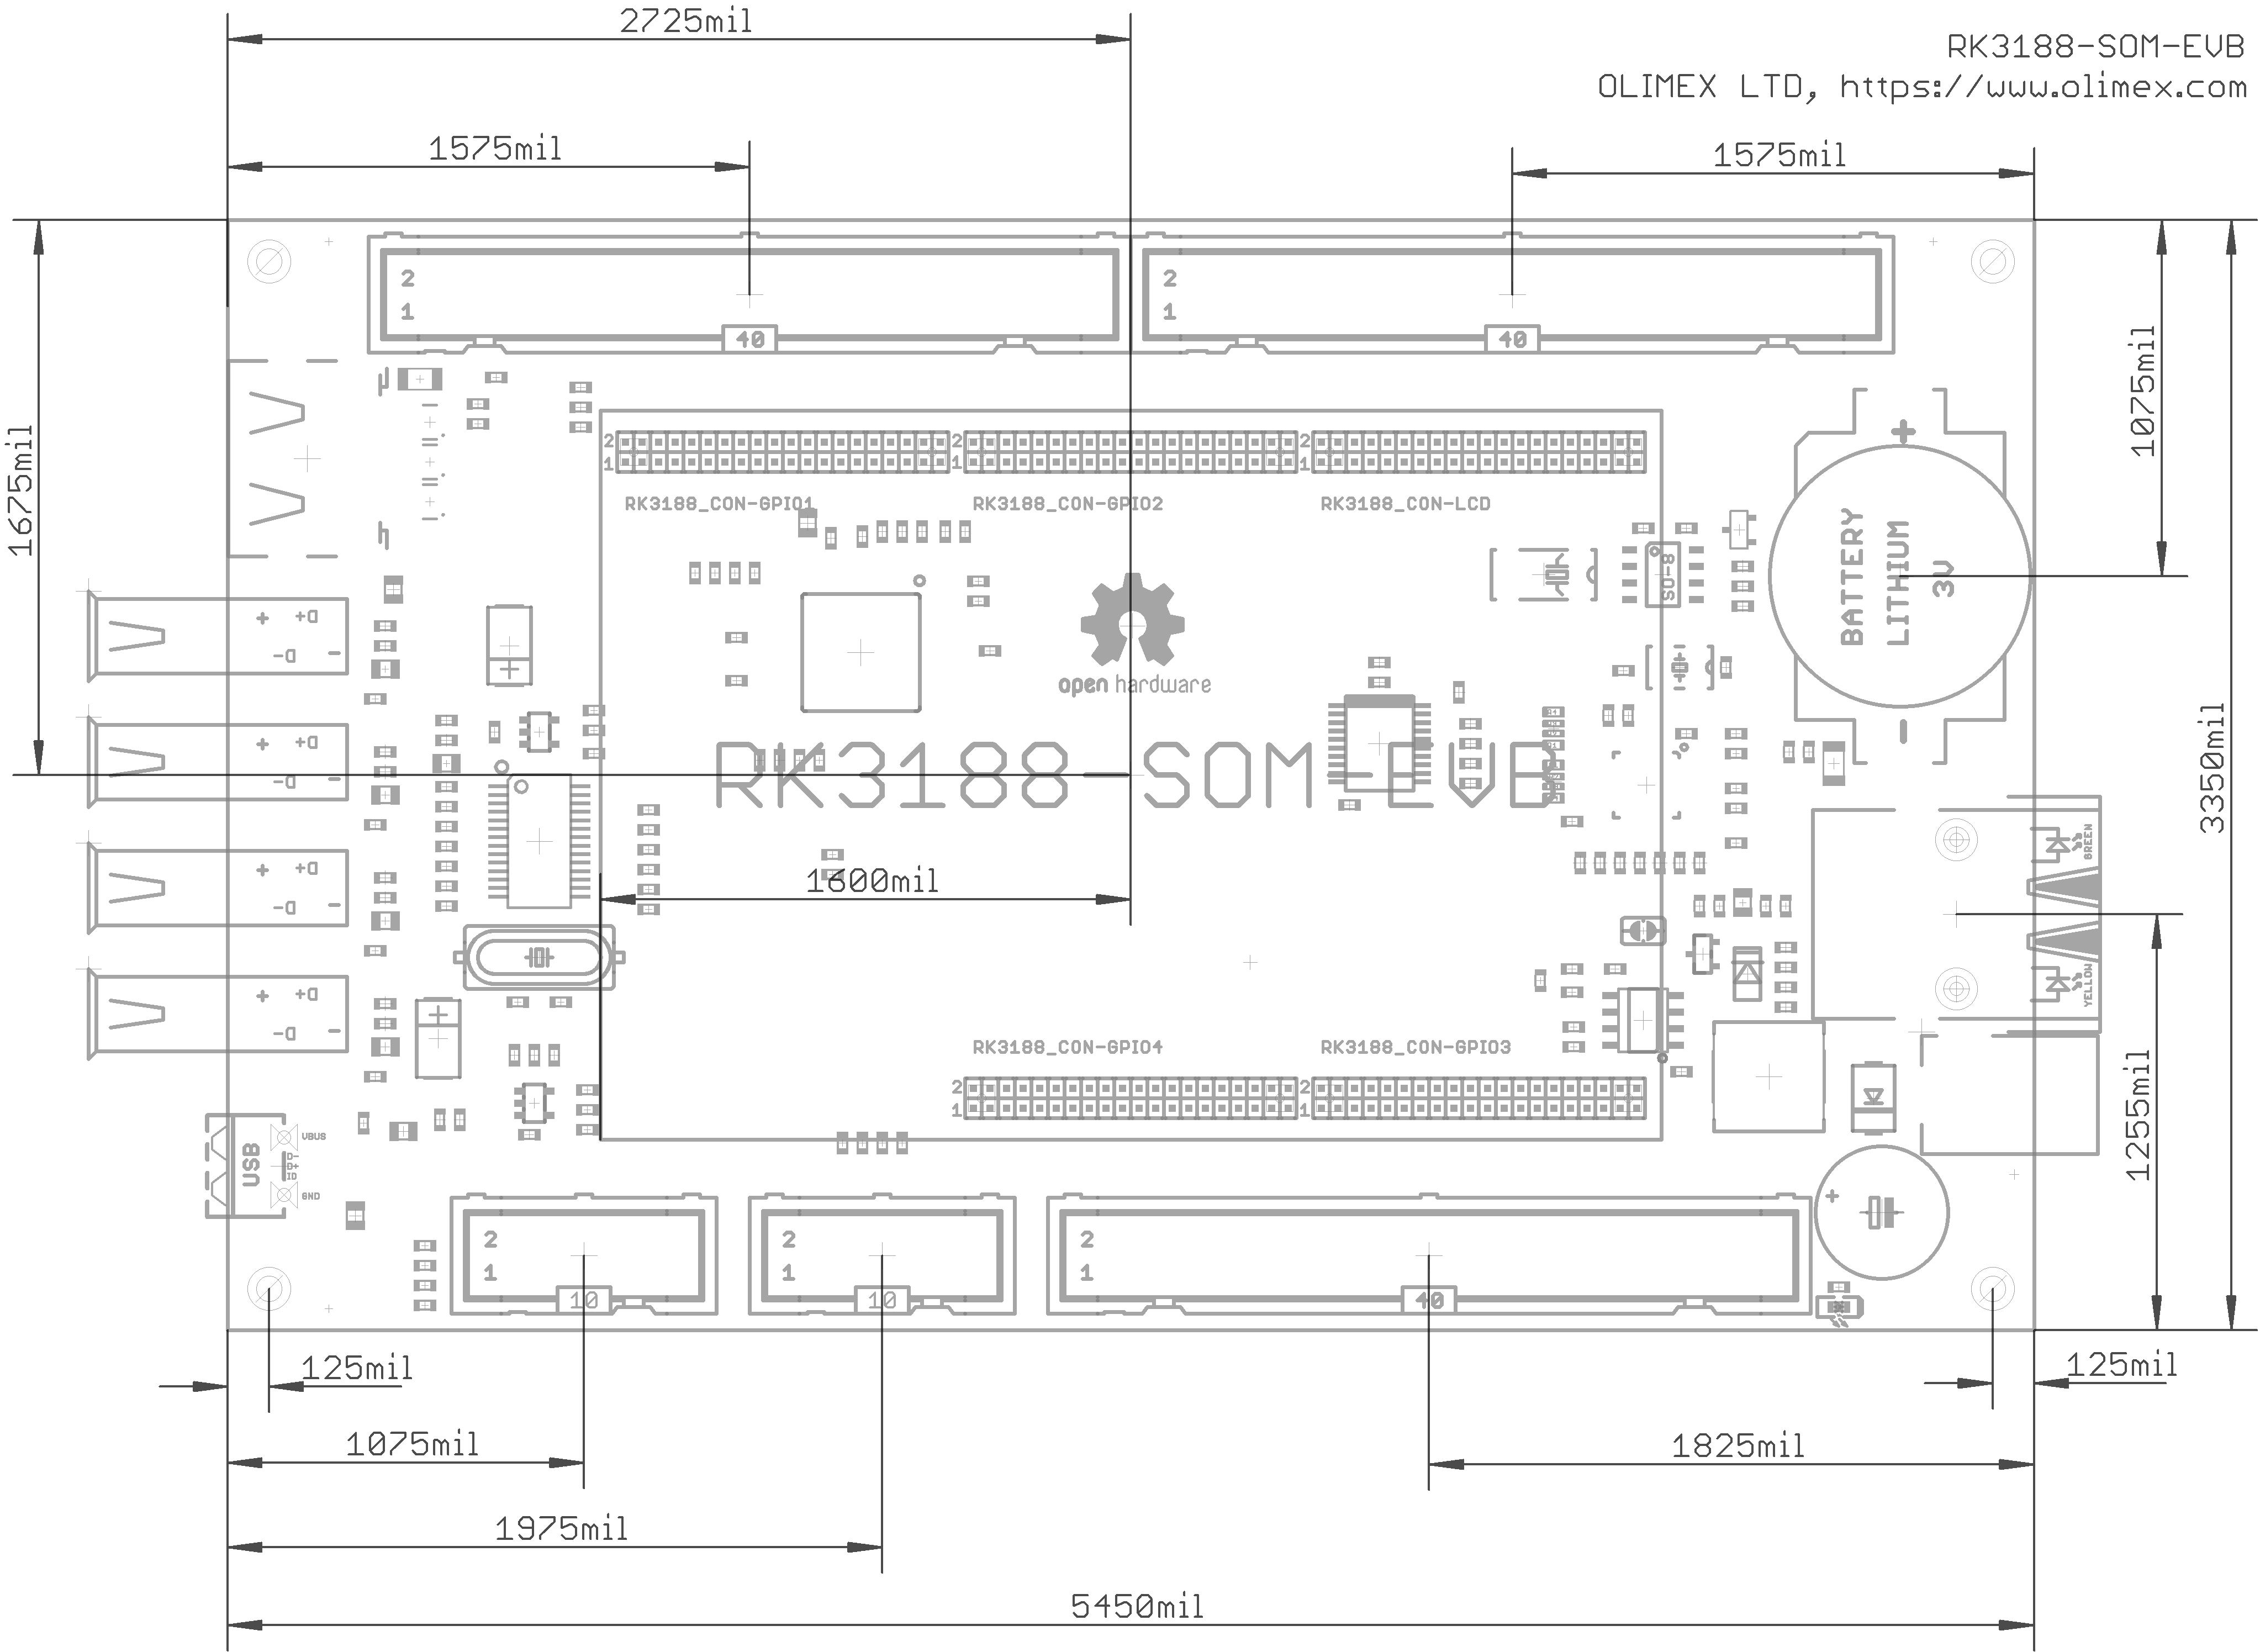 2725mil
RK3188-SOM-EVB
OLIMEX LTD, https://www.olimex.com
1575mil
1575mil
2
1
40
2
1
40
1675mil
1075mil
2
1
2
1
2
1
RK3188_CON-GPIO1
RK3188_CON-GPIO2
RK3188_CON-LCD
+
BATTERY
LITHIUM
3V
-
SO-8
+ D+
D- -
open hardware
+ D+
D- -
RK3188-SOM-EVB
3350mil
+ D+
D- -
1600mil
GREEN
YELLOW
+ D+
D- -
RK3188_CON-GPIO4
RK3188_CON-GPIO3
2
1
2
1
1255mil
USB
VBUS
D-
D+
ID
GND
2
1
10
2
1
10
2
1
40
+
125mil
125mil
1075mil
1825mil
1975mil
5450mil